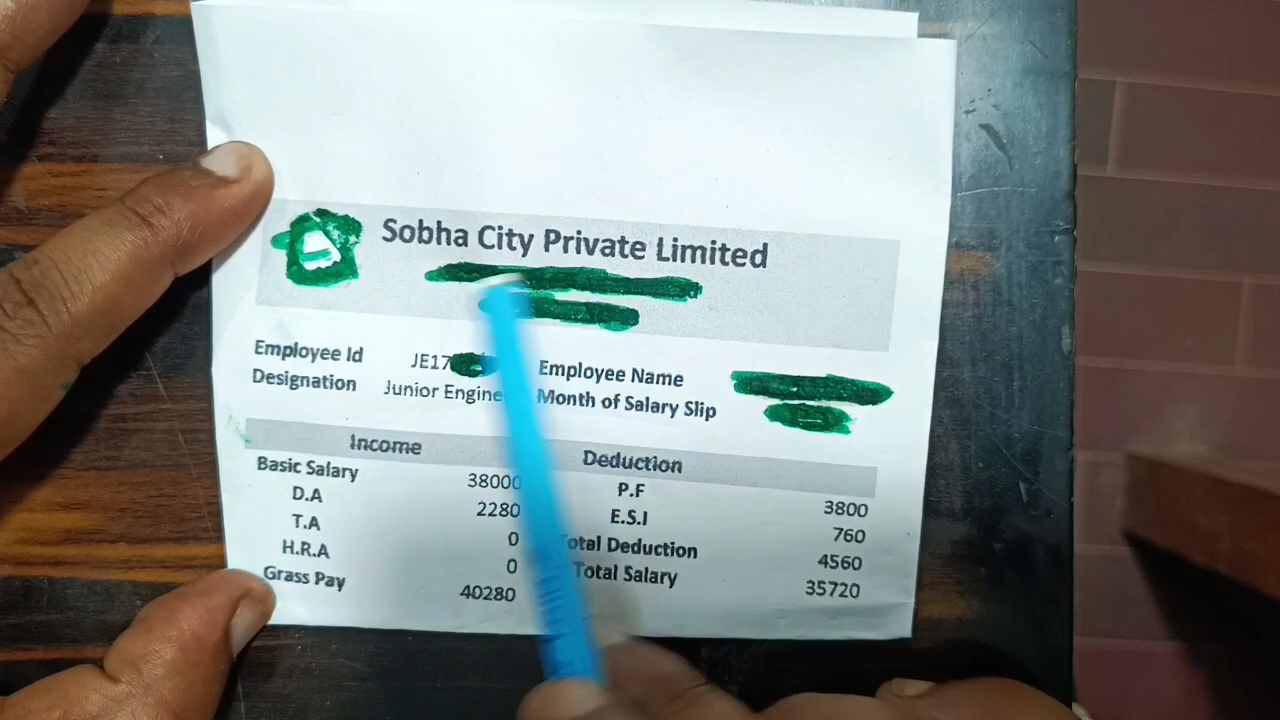 Sobha City Private Limited
Employee Id JE17 Employee Name
Designation Junior Month of Salary Slip
Income Deduction
Basic Salary 38000 P.F 3800
D.A 2280 E.S.I 760
T.A 0 Total Deduction 4560
H.R.A 0 Total Salary 35720
Grass Pay 40280